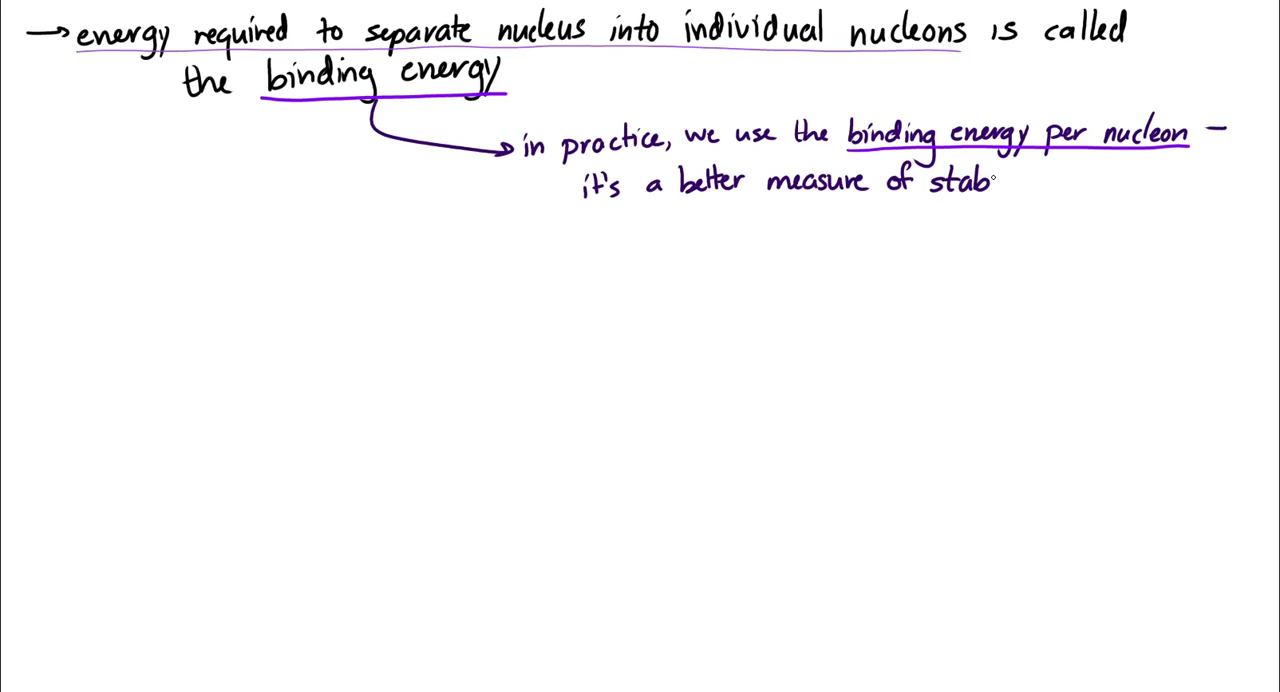 → energy required to separate nucleus into individual nucleons is called
the binding energy
→ in practice, we use the binding energy per nucleon –
it's a better measure of stab